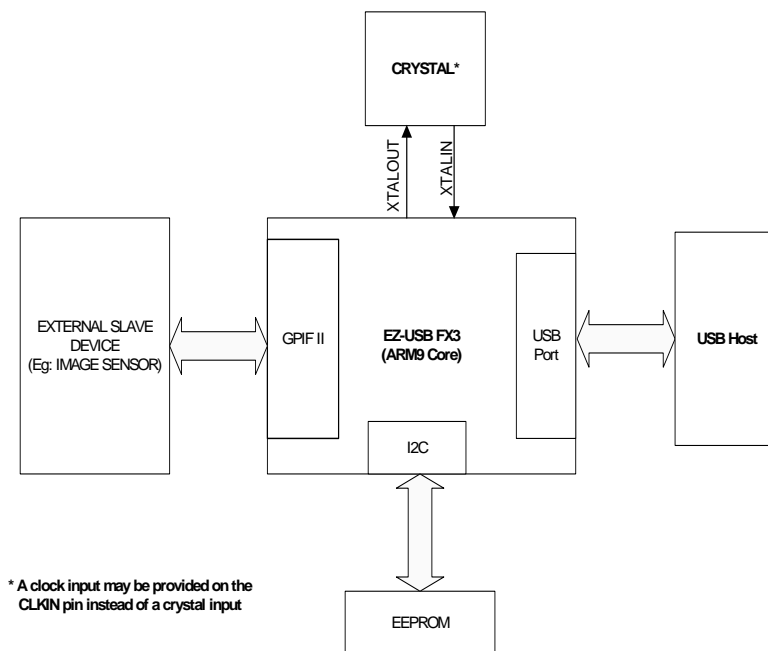 CRYSTAL*
XTALOUT
XTALIN
EXTERNAL SLAVE
DEVICE
(Eg: IMAGE SENSOR)
GPIF II
EZ-USB FX3
(ARM9 Core)
USB
Port
USB Host
I2C
* A clock input may be provided on the
CLKIN pin instead of a crystal input
EEPROM